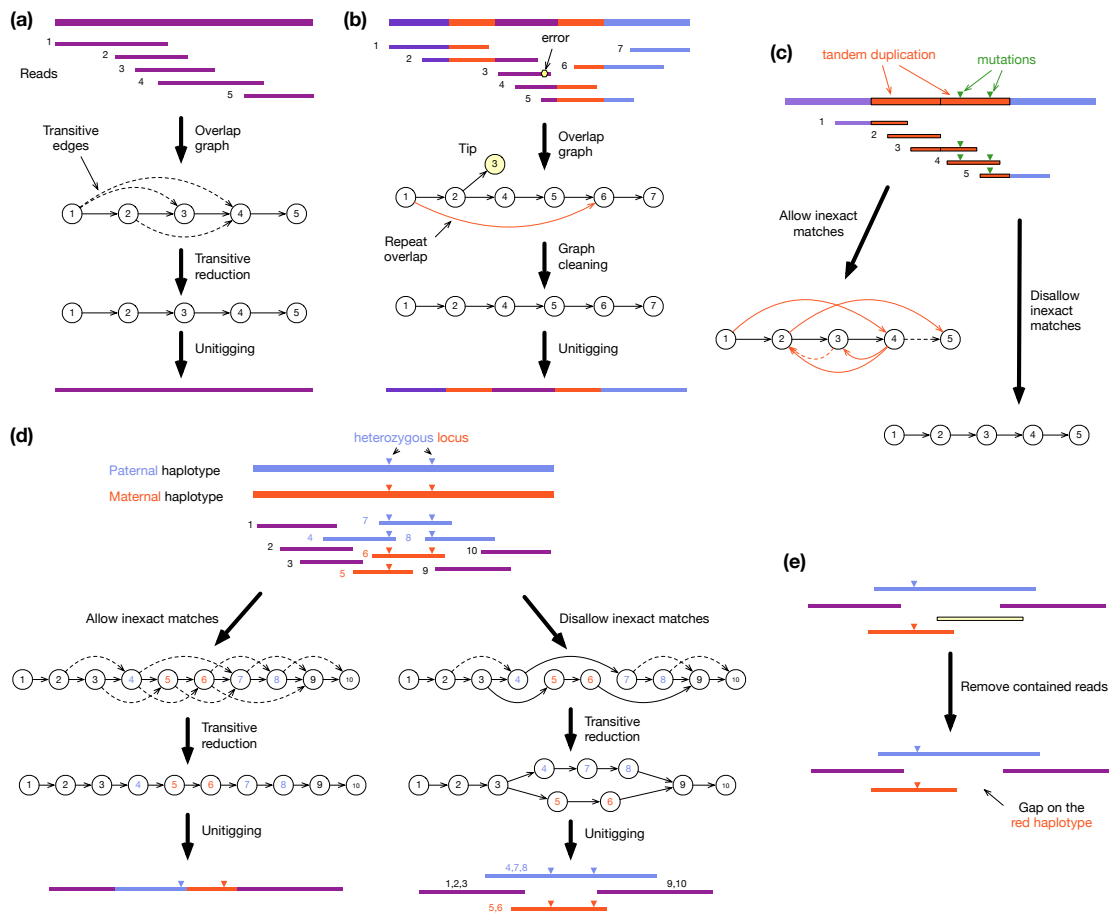 (a)
1
2
Reads
3
4
5
Transitive
edges
Overlap
graph
1
2
3
4
5
Transitive
reduction
1
2
3
4
5
Unitigging
(b)
1
2
error
3
4
5
6
7
Overlap
graph
Tip
3
1
2
4
5
6
7
Repeat
overlap
Graph
cleaning
1
2
4
5
6
7
Unitigging
(c)
tandem duplication
mutations
1
2
3
4
5
Allow inexact
matches
Disallow
inexact
matches
1
2
3
4
5
1
2
3
4
5
(d)
heterozygous locus
Paternal haplotype
Maternal haplotype
1
7
4
8
2
6
10
3
5
9
Allow inexact matches
Disallow inexact matches
1
2
3
4
5
6
7
8
9
10
1
2
3
4
5
6
7
8
9
10
Transitive
reduction
Transitive
reduction
1
2
3
4
5
6
7
8
9
10
4
7
8
1
2
3
9
10
5
6
Unitigging
Unitigging
4,7,8
1,2,3
9,10
5,6
(e)
Remove contained reads
Gap on the
red haplotype